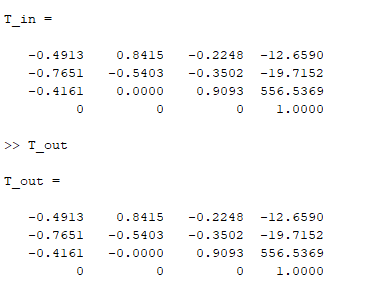 T_in =
-0.4913 0.8415 -0.2248 -12.6590
-0.7651 -0.5403 -0.3502 -19.7152
-0.4161 0.0000 0.9093 556.5369
0 0 0 1.0000
>> T_out
T_out =
-0.4913 0.8415 -0.2248 -12.6590
-0.7651 -0.5403 -0.3502 -19.7152
-0.4161 -0.0000 0.9093 556.5369
0 0 0 1.0000